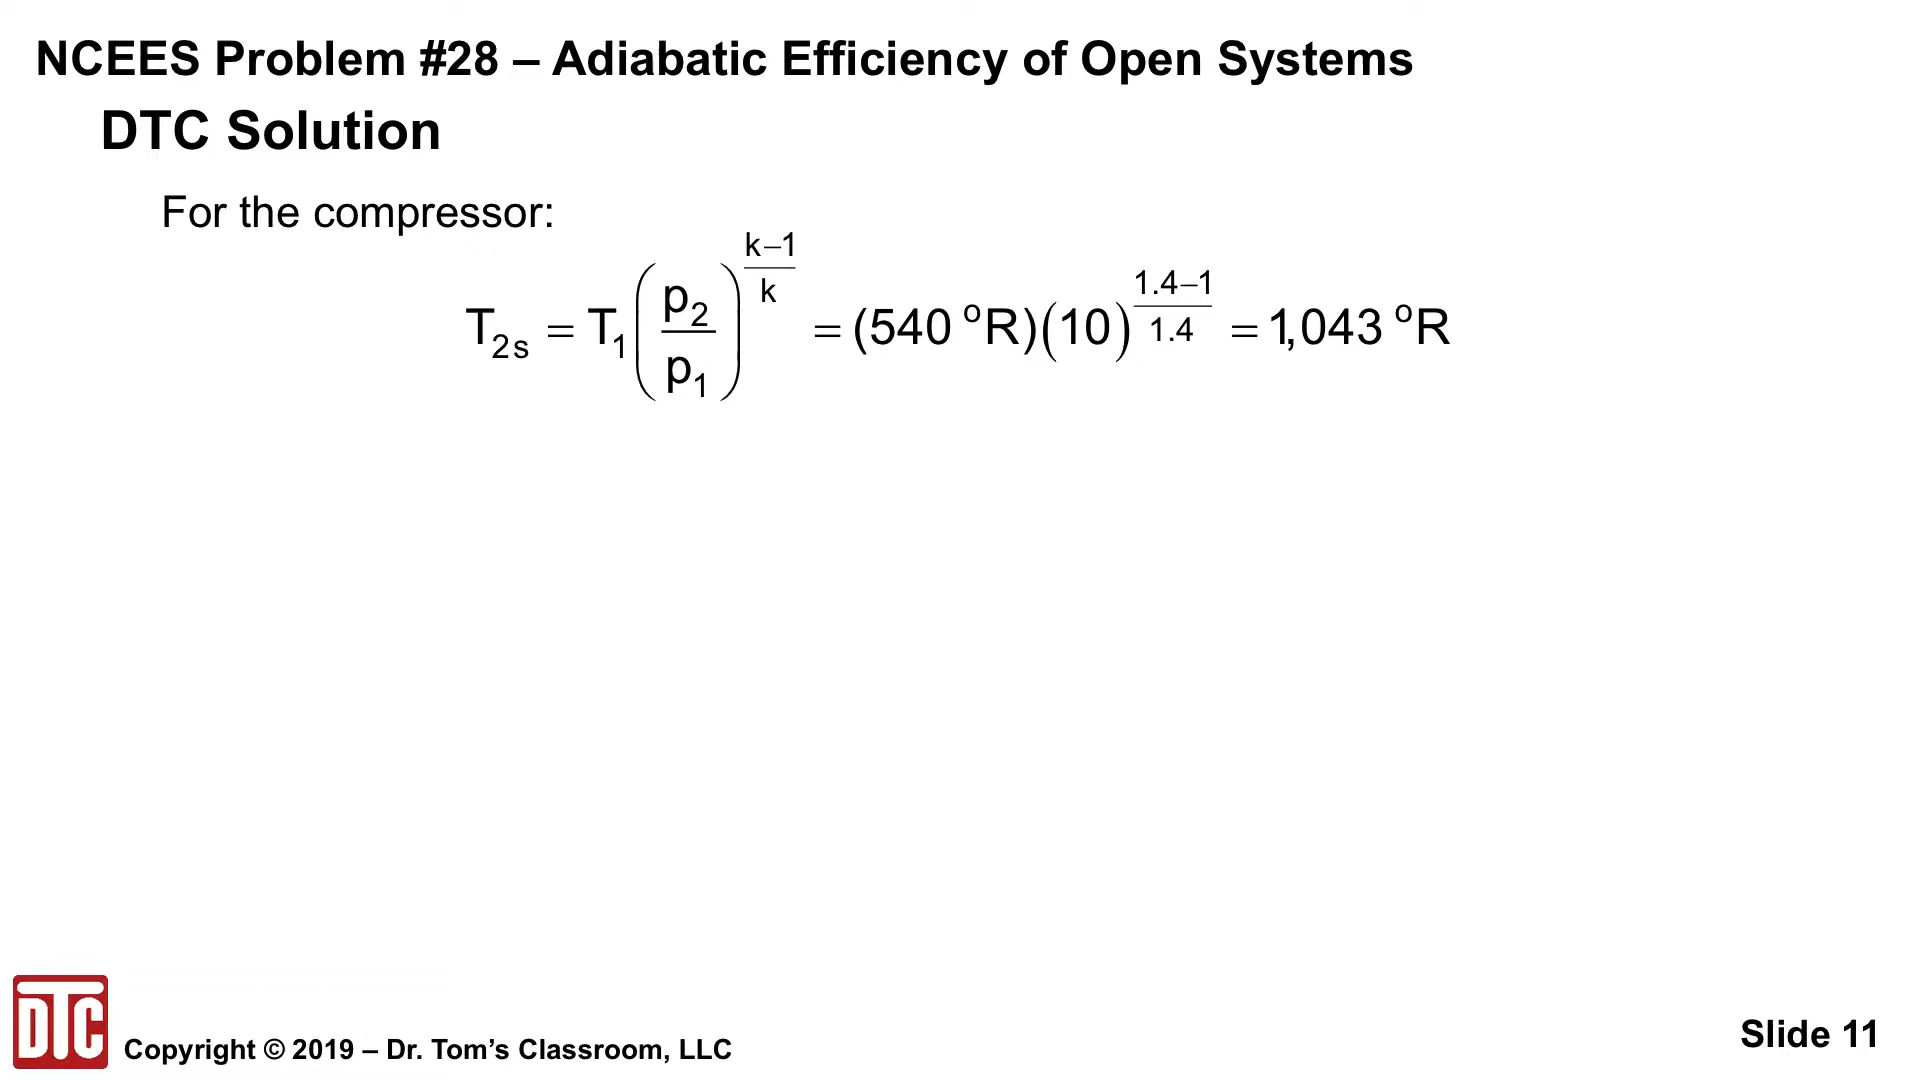 NCEES Problem #28 – Adiabatic Efficiency of Open Systems
DTC Solution
For the compressor:
T₂ₛ = T₁(p₂/p₁)^((k–1)/k) = (540 °R)(10)^((1.4–1)/1.4) = 1,043 °R
DTC
Copyright © 2019 – Dr. Tom’s Classroom, LLC
Slide 11